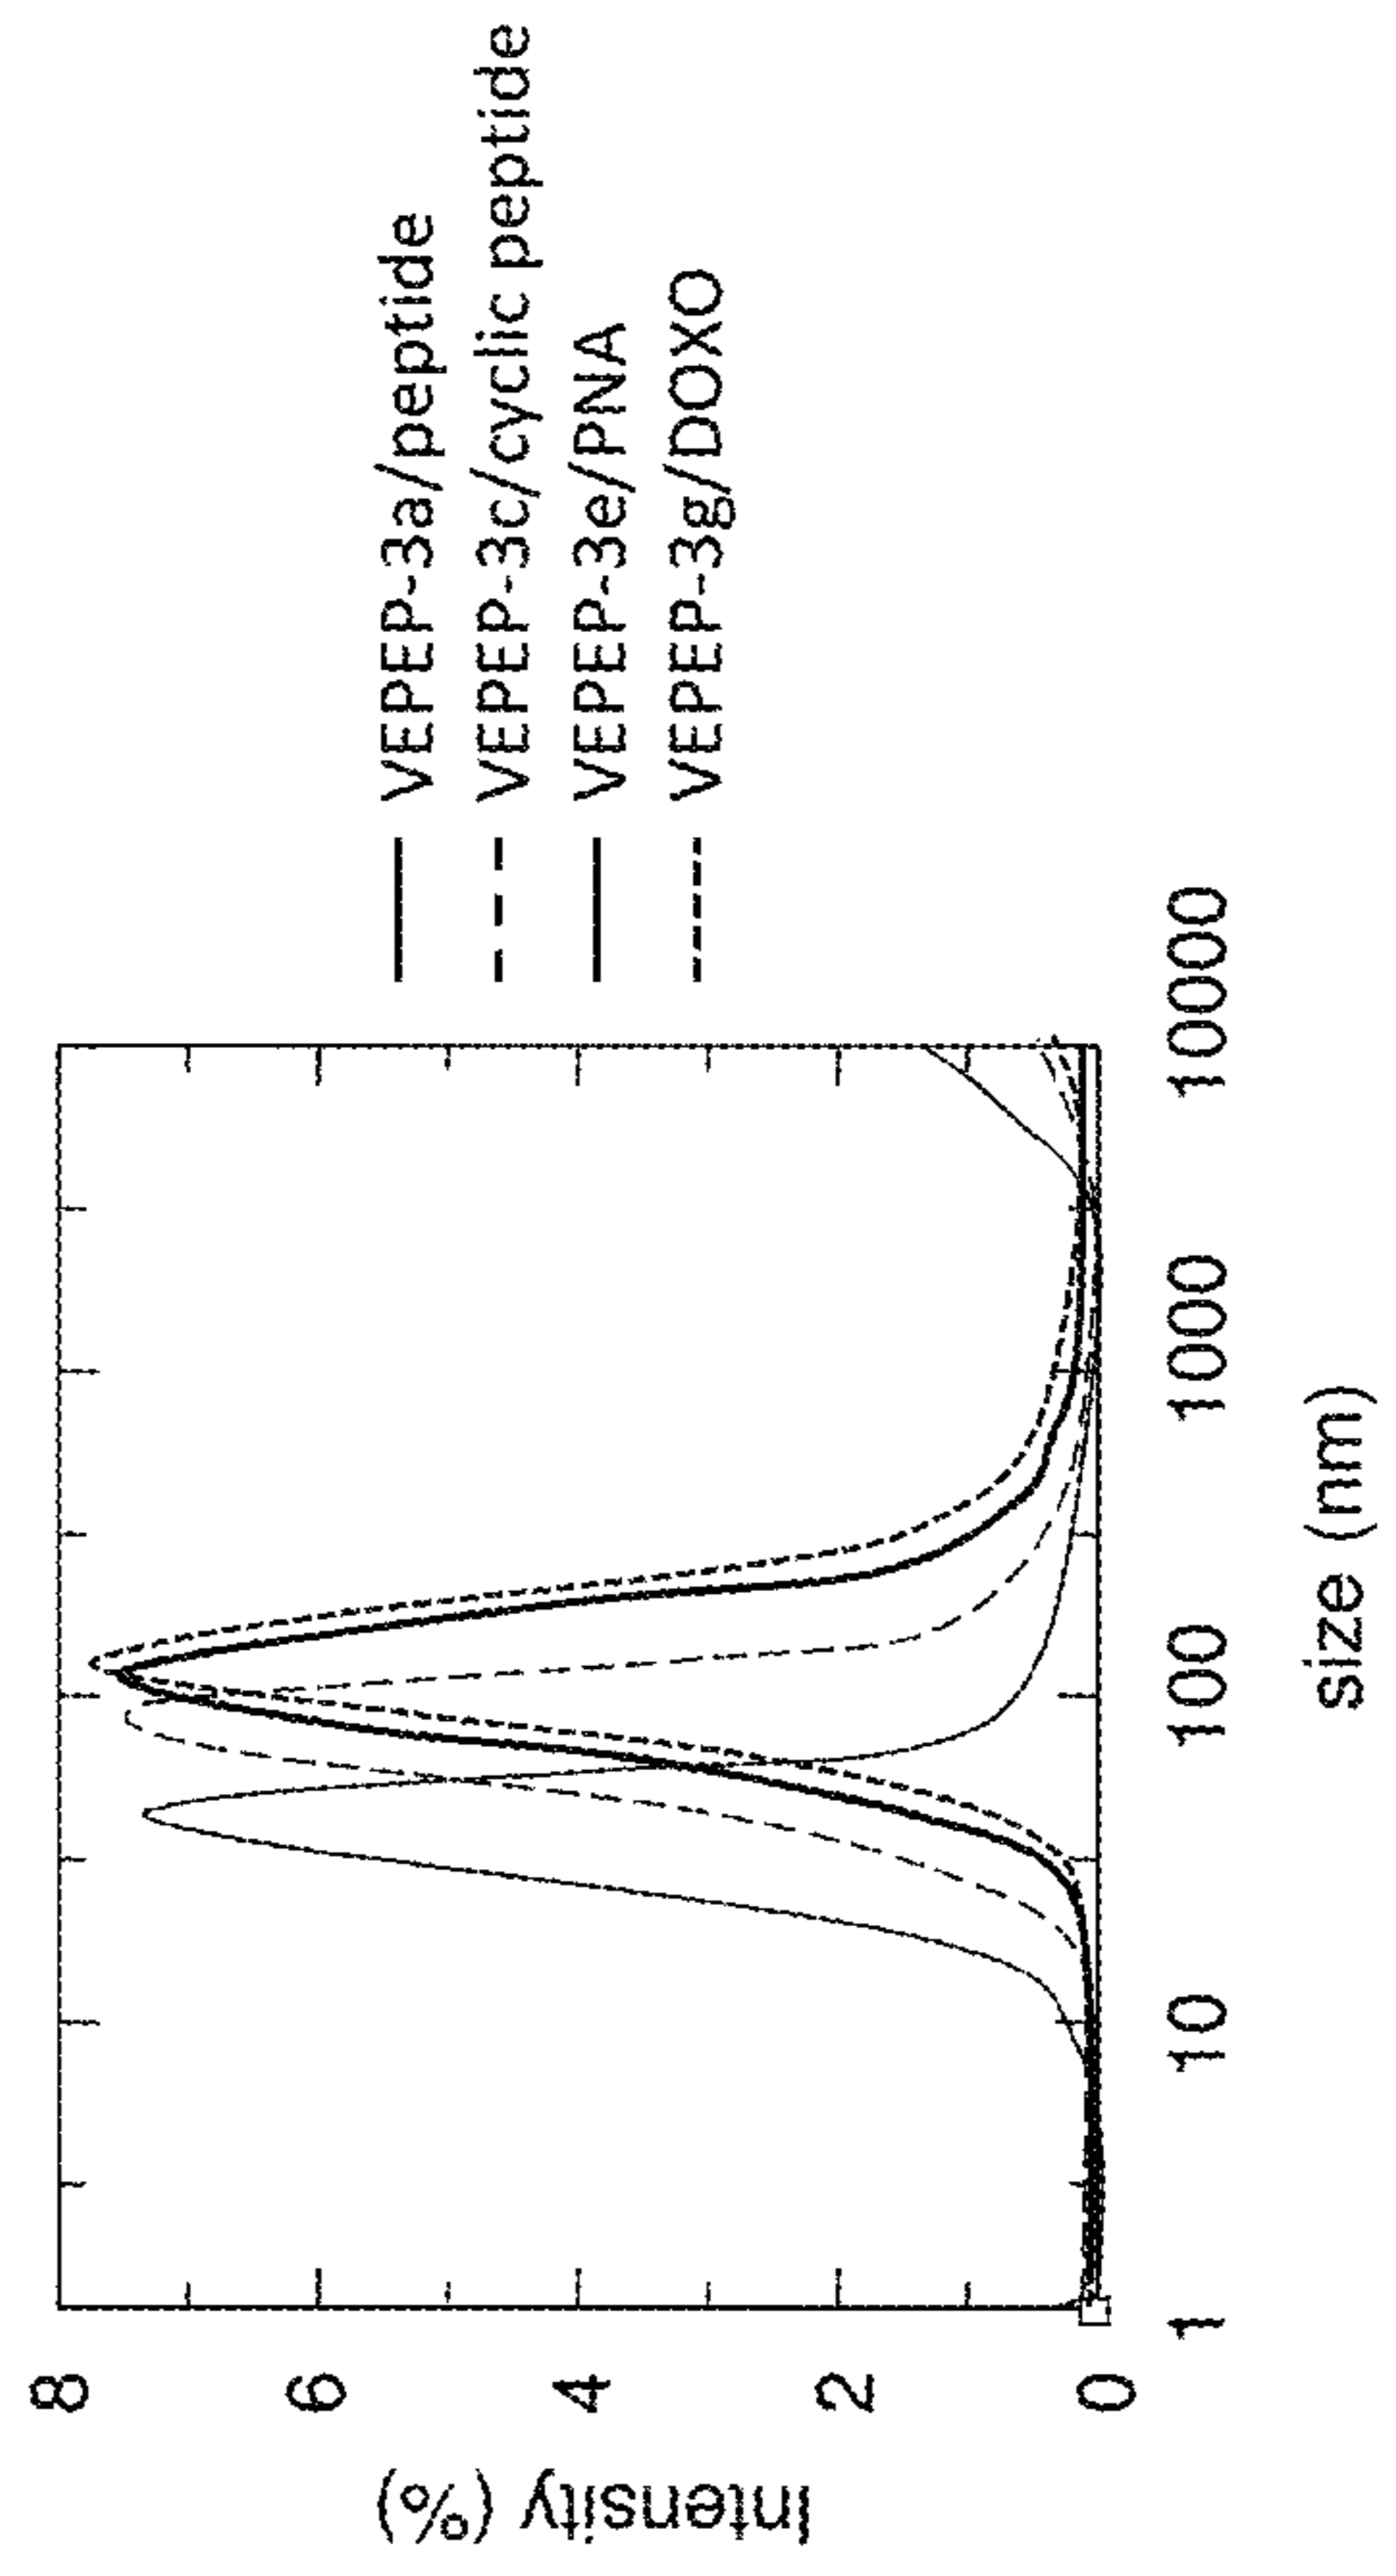 Intensity (%)
8
6
4
2
0
1
10
100
1000
10000
size (nm)
VEPEP-3a/peptide
VEPEP-3c/cyclic peptide
VEPEP-3e/PNA
VEPEP-3g/DOXO